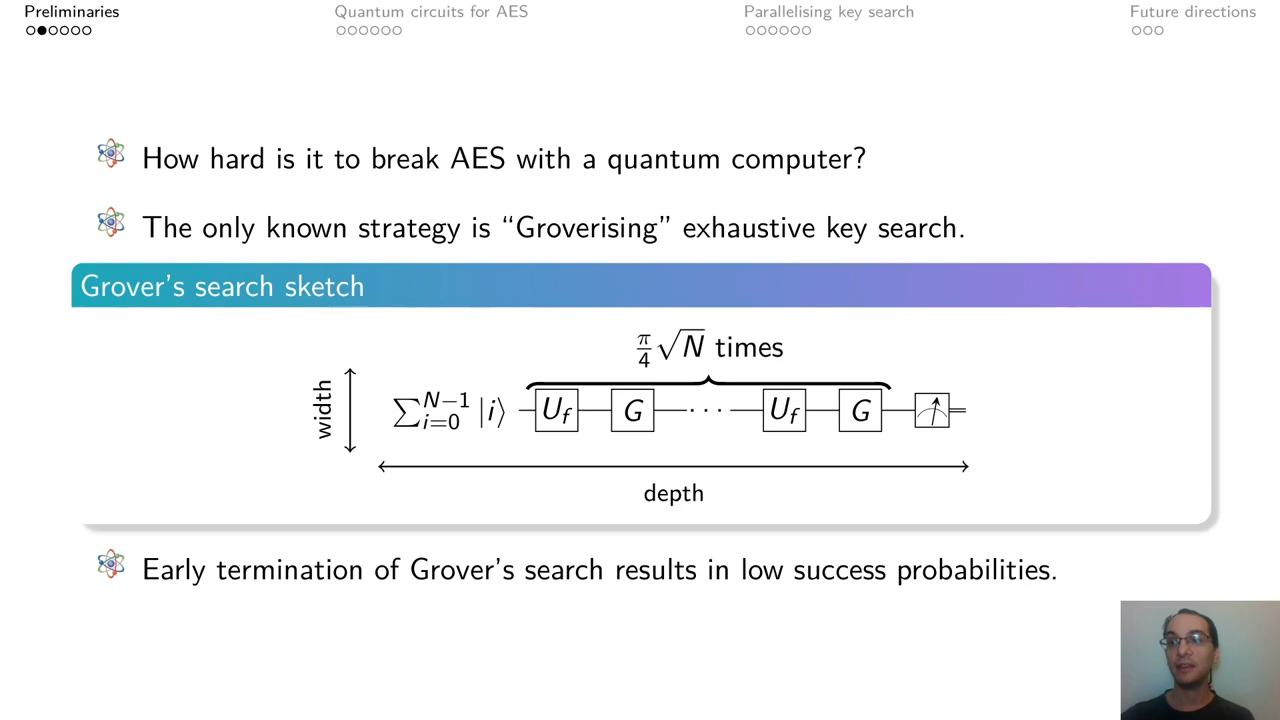 Preliminaries
Quantum circuits for AES
Parallelising key search
Future directions
How hard is it to break AES with a quantum computer?
The only known strategy is “Groverising” exhaustive key search.
Grover’s search sketch
π/4 √N times
width
∑_{i=0}^{N−1} |i⟩ U_f G ··· U_f G
depth
Early termination of Grover’s search results in low success probabilities.